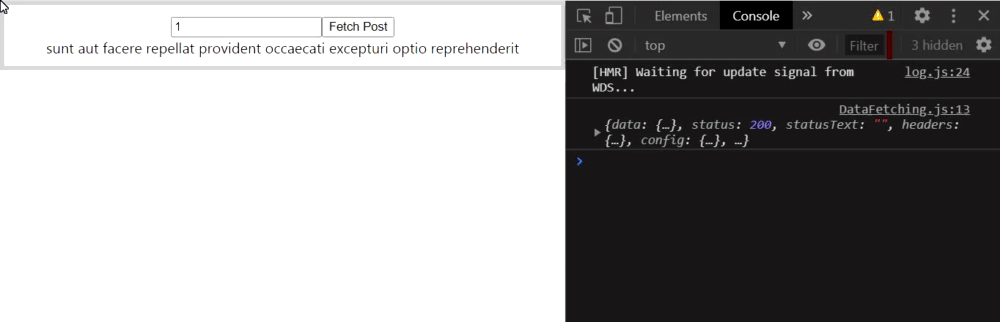 1 Fetch Post
sunt aut facere repellat provident occaecati excepturi optio reprehenderit
Elements Console » 1
top Filter 3 hidden
[HMR] Waiting for update signal from log.js:24
WDS...
DataFetching.js:13
{data: {…}, status: 200, statusText: "", headers:
{…}, config: {…}, …}